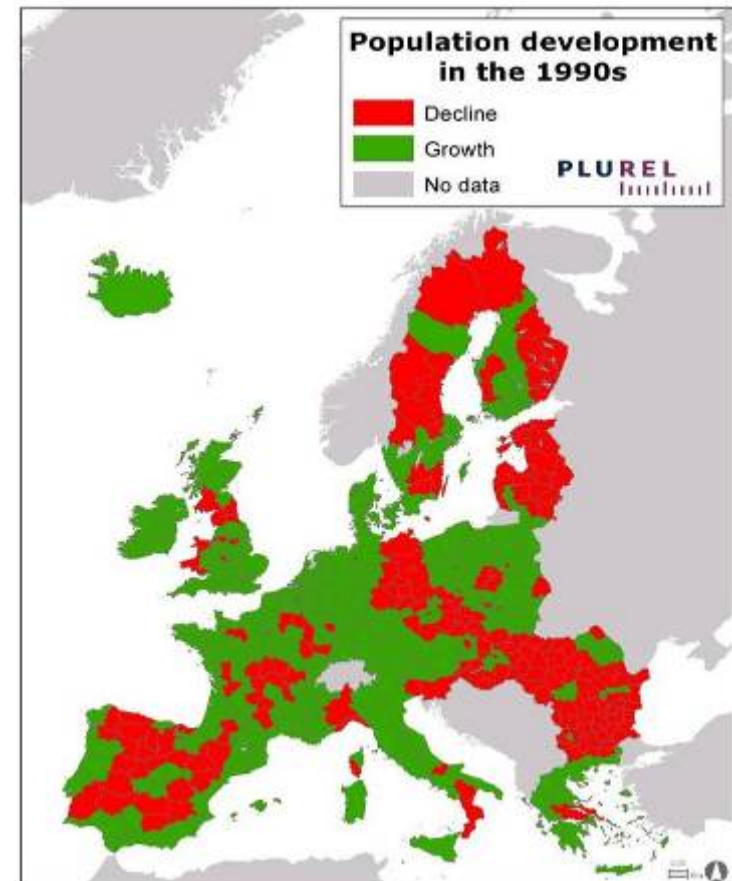 Population development
in the 1990s
Decline
Growth
No data
PLUREL